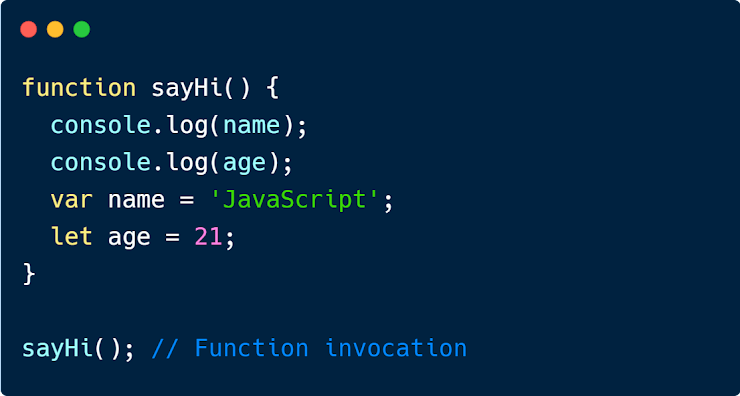 function sayHi() {
  console.log(name);
  console.log(age);
  var name = 'JavaScript';
  let age = 21;
}

sayHi(); // Function invocation